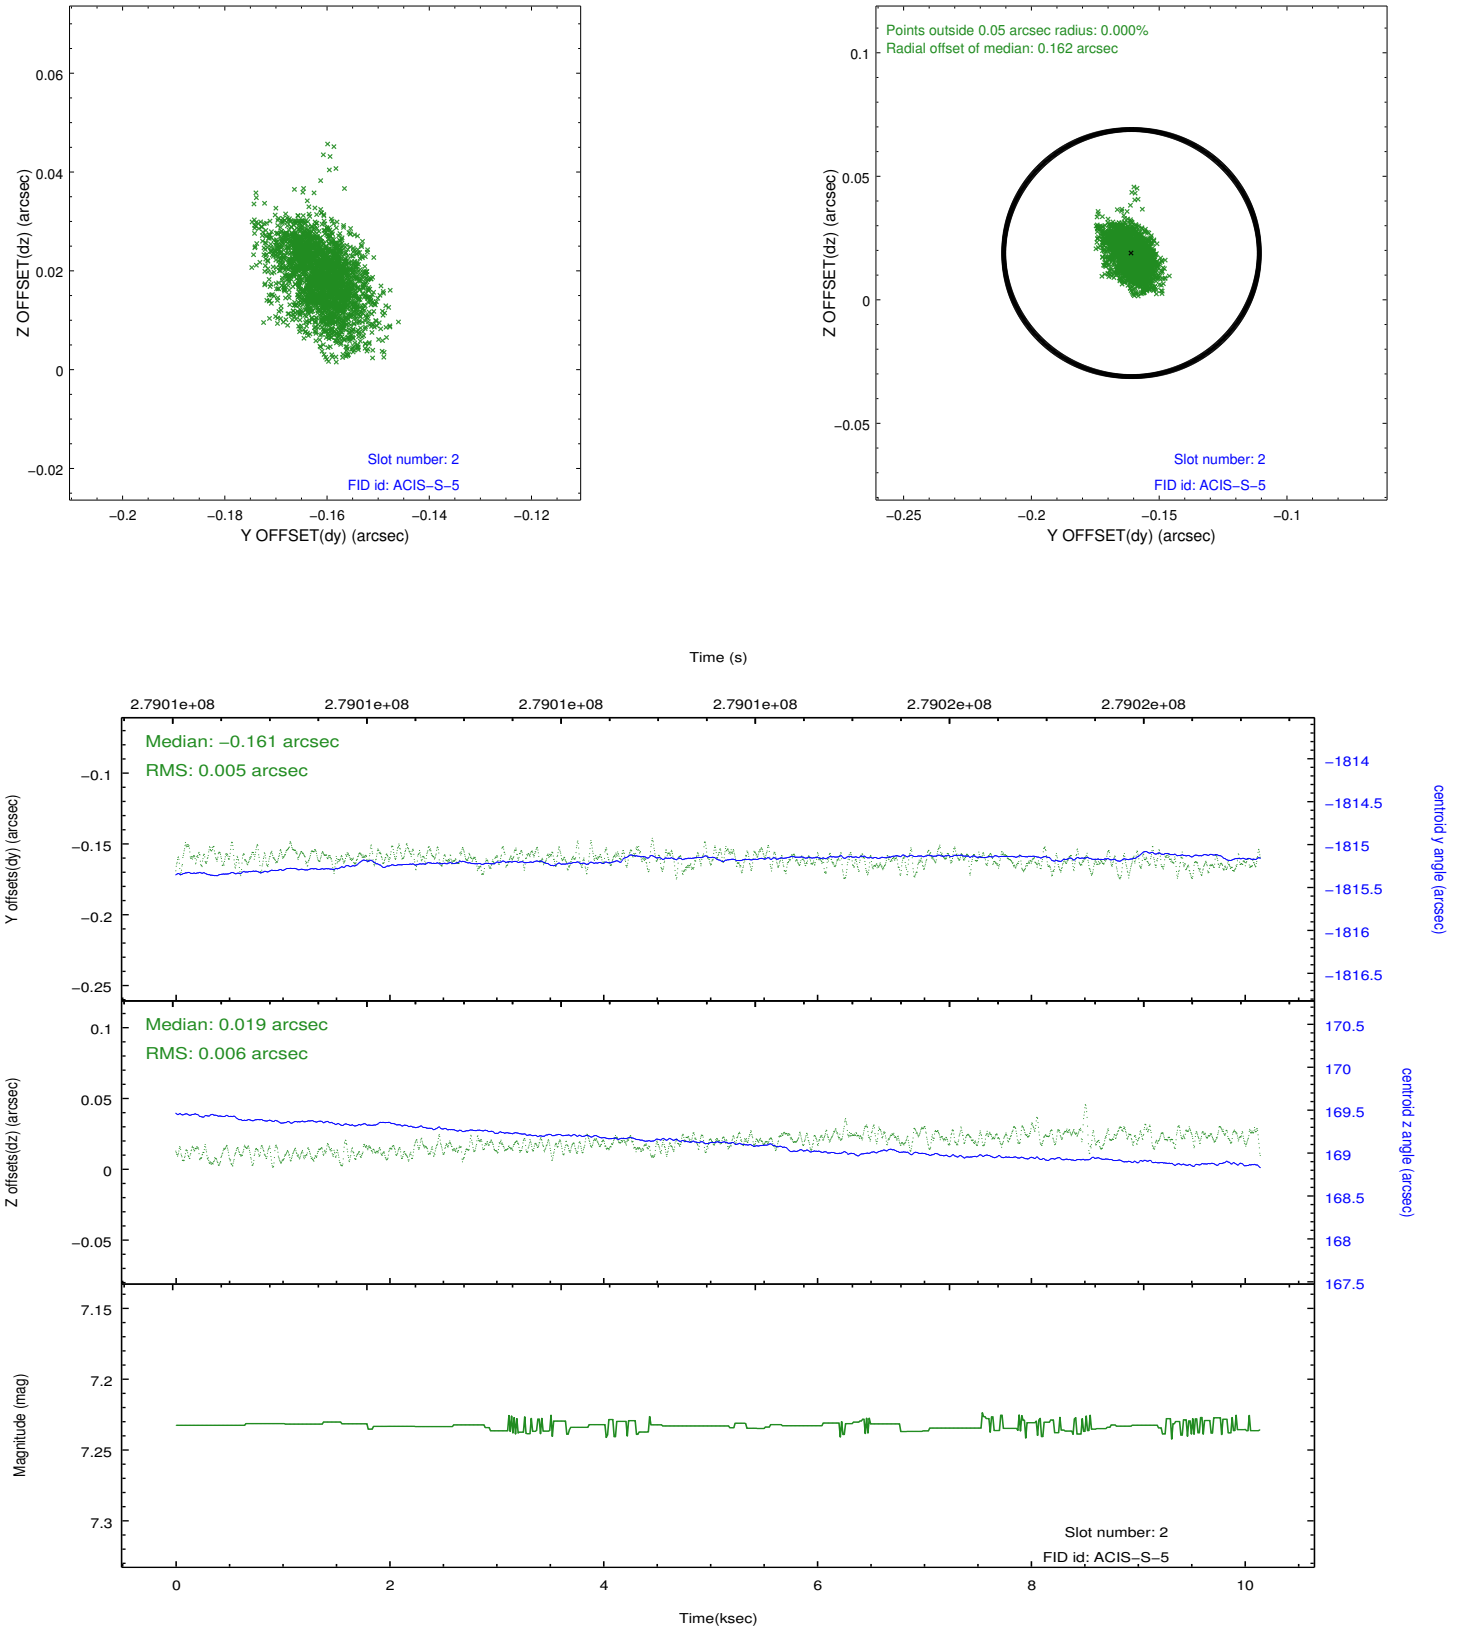 0.06
0.04
0.02
0
−0.02
Z OFFSET(dz) (arcsec)
Slot number: 2
FID id: ACIS−S−5
−0.2 −0.18 −0.16 −0.14 −0.12
Y OFFSET(dy) (arcsec)
Points outside 0.05 arcsec radius: 0.000%
Radial offset of median: 0.162 arcsec
0.1
0.05
0
−0.05
Z OFFSET(dz) (arcsec)
Slot number: 2
FID id: ACIS−S−5
−0.25 −0.2 −0.15 −0.1
Y OFFSET(dy) (arcsec)
Time (s)
2.7901e+08 2.7901e+08 2.7901e+08 2.7901e+08 2.7902e+08 2.7902e+08
Median: −0.161 arcsec
RMS: 0.005 arcsec
−0.1
−0.15
−0.2
−0.25
Y offsets(dy) (arcsec)
−1814
−1814.5
−1815
−1815.5
−1816
−1816.5
centroid y angle (arcsec)
Median: 0.019 arcsec
RMS: 0.006 arcsec
0.1
0.05
0
−0.05
Z offsets(dz) (arcsec)
170.5
170
169.5
169
168.5
168
167.5
centroid z angle (arcsec)
7.15
7.2
7.25
7.3
Magnitude (mag)
Slot number: 2
FID id: ACIS−S−5
0 2 4 6 8 10
Time(ksec)